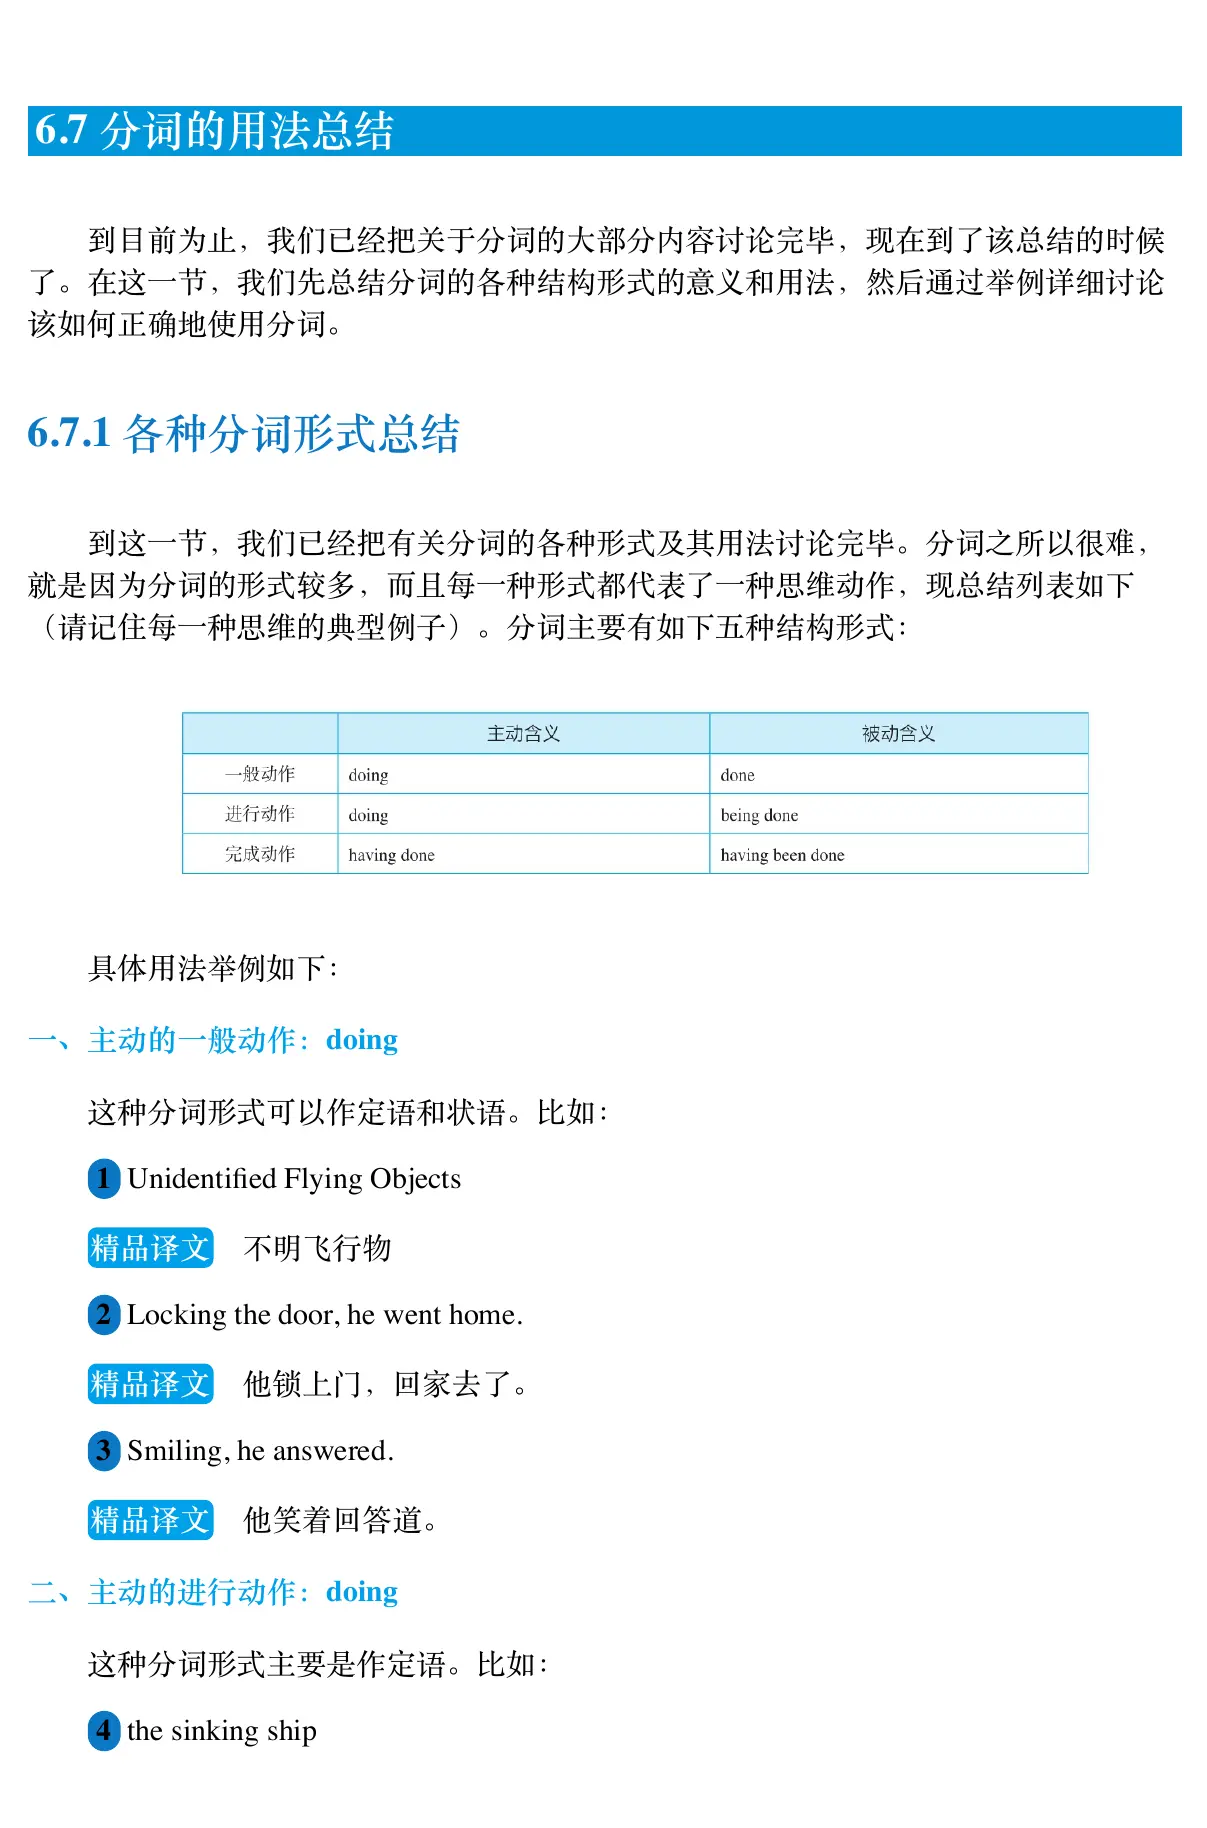 6.7 分词的用法总结
到目前为止，我们已经把关于分词的大部分内容讨论完毕，现在到了该总结的时候
了。在这一节，我们先总结分词的各种结构形式的意义和用法，然后通过举例详细讨论
该如何正确地使用分词。
6.7.1 各种分词形式总结
到这一节，我们已经把有关分词的各种形式及其用法讨论完毕。分词之所以很难，
就是因为分词的形式较多，而且每一种形式都代表了一种思维动作，现总结列表如下
（请记住每一种思维的典型例子）。分词主要有如下五种结构形式：
主动含义 被动含义
一般动作 doing done
进行动作 doing being done
完成动作 having done having been done
具体用法举例如下：
一、主动的一般动作：doing
这种分词形式可以作定语和状语。比如：
1 Unidentified Flying Objects
精品译文 不明飞行物
2 Locking the door, he went home.
精品译文 他锁上门，回家去了。
3 Smiling, he answered.
精品译文 他笑着回答道。
二、主动的进行动作：doing
这种分词形式主要是作定语。比如：
4 the sinking ship